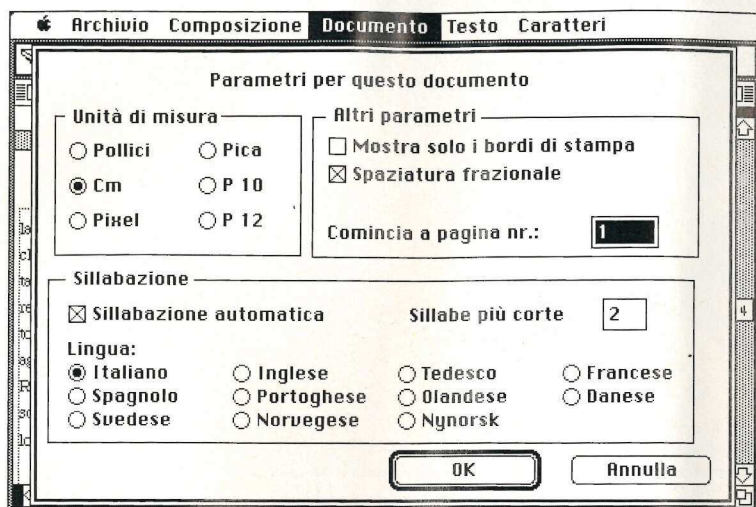 Archivio Composizione Documento Testo Caratteri
Parametri per questo documento
Unità di misura
Pollici Pica
Cm P 10
Pixel P 12
Altri parametri
Mostra solo i bordi di stampa
Spaziatura frazionale
Comincia a pagina nr.: 1
Sillabazione
Sillabazione automatica Sillabe più corte 2
Lingua:
Italiano Inglese Tedesco Francese
Spagnolo Portoghese Olandese Danese
Svedese Norvegese Nynorsk
OK Annulla
4